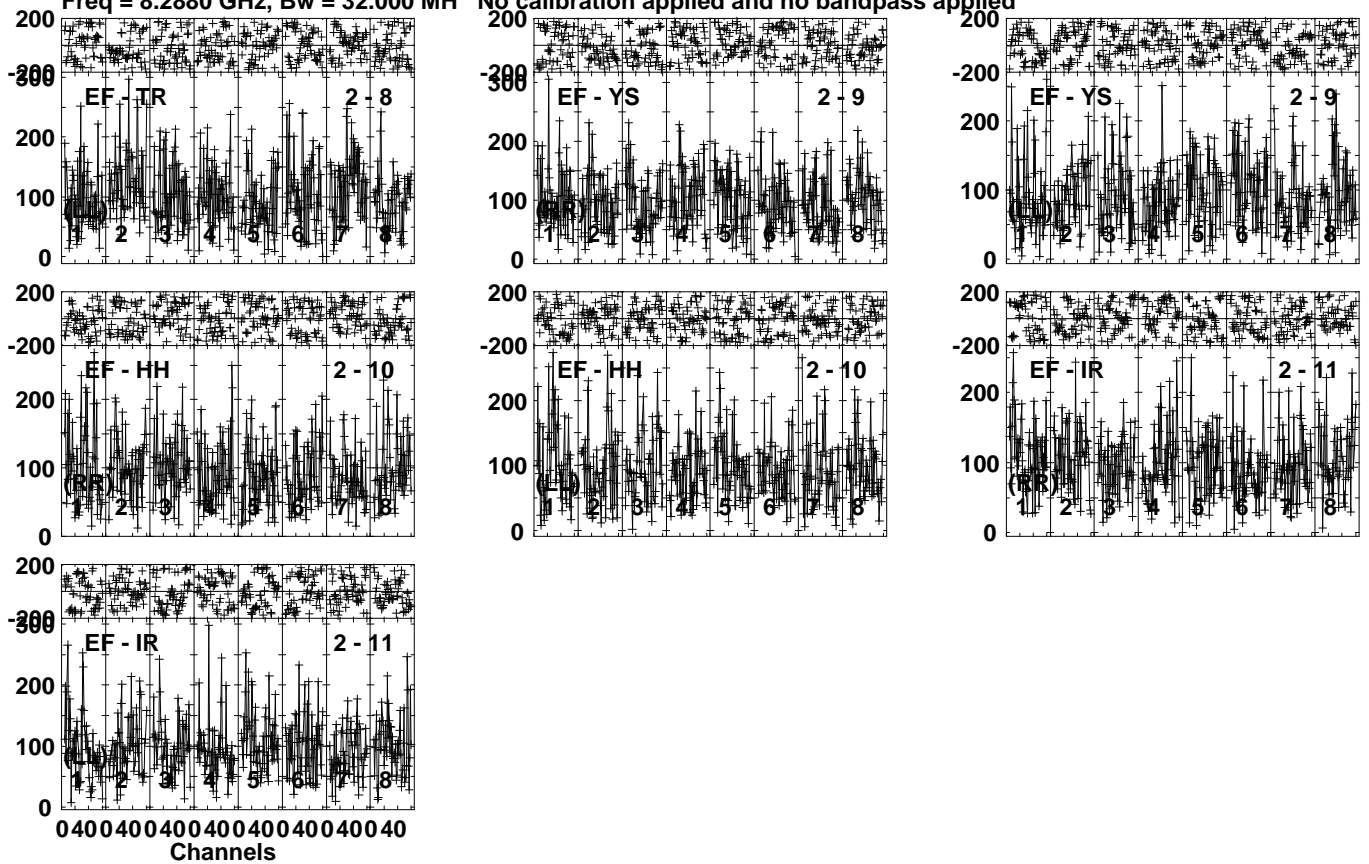 Freq = 8.2880 GHz, Bw = 32.000 MH No calibration applied and no bandpass applied
200
-200
300
EF - TR 2 - 8
200
100
(LL)
1 2 3 4 5 6 7 8
0
200
-200
300
EF - YS 2 - 9
200
100
(RR)
1 2 3 4 5 6 7 8
0
200
-200
EF - YS 2 - 9
200
100
(LL)
1 2 3 4 5 6 7 8
0
200
-200
EF - HH 2 - 10
200
100
(RR)
1 2 3 4 5 6 7 8
0
200
-200
EF - HH 2 - 10
200
100
(LL)
1 2 3 4 5 6 7 8
0
200
-200
EF - IR 2 - 11
200
100
(RR)
1 2 3 4 5 6 7 8
0
200
-200
300
EF - IR 2 - 11
200
100
(LL)
1 2 3 4 5 6 7 8
0
0 40 0 40 0 40 0 40 0 40 0 40 0 40 0 40
Channels